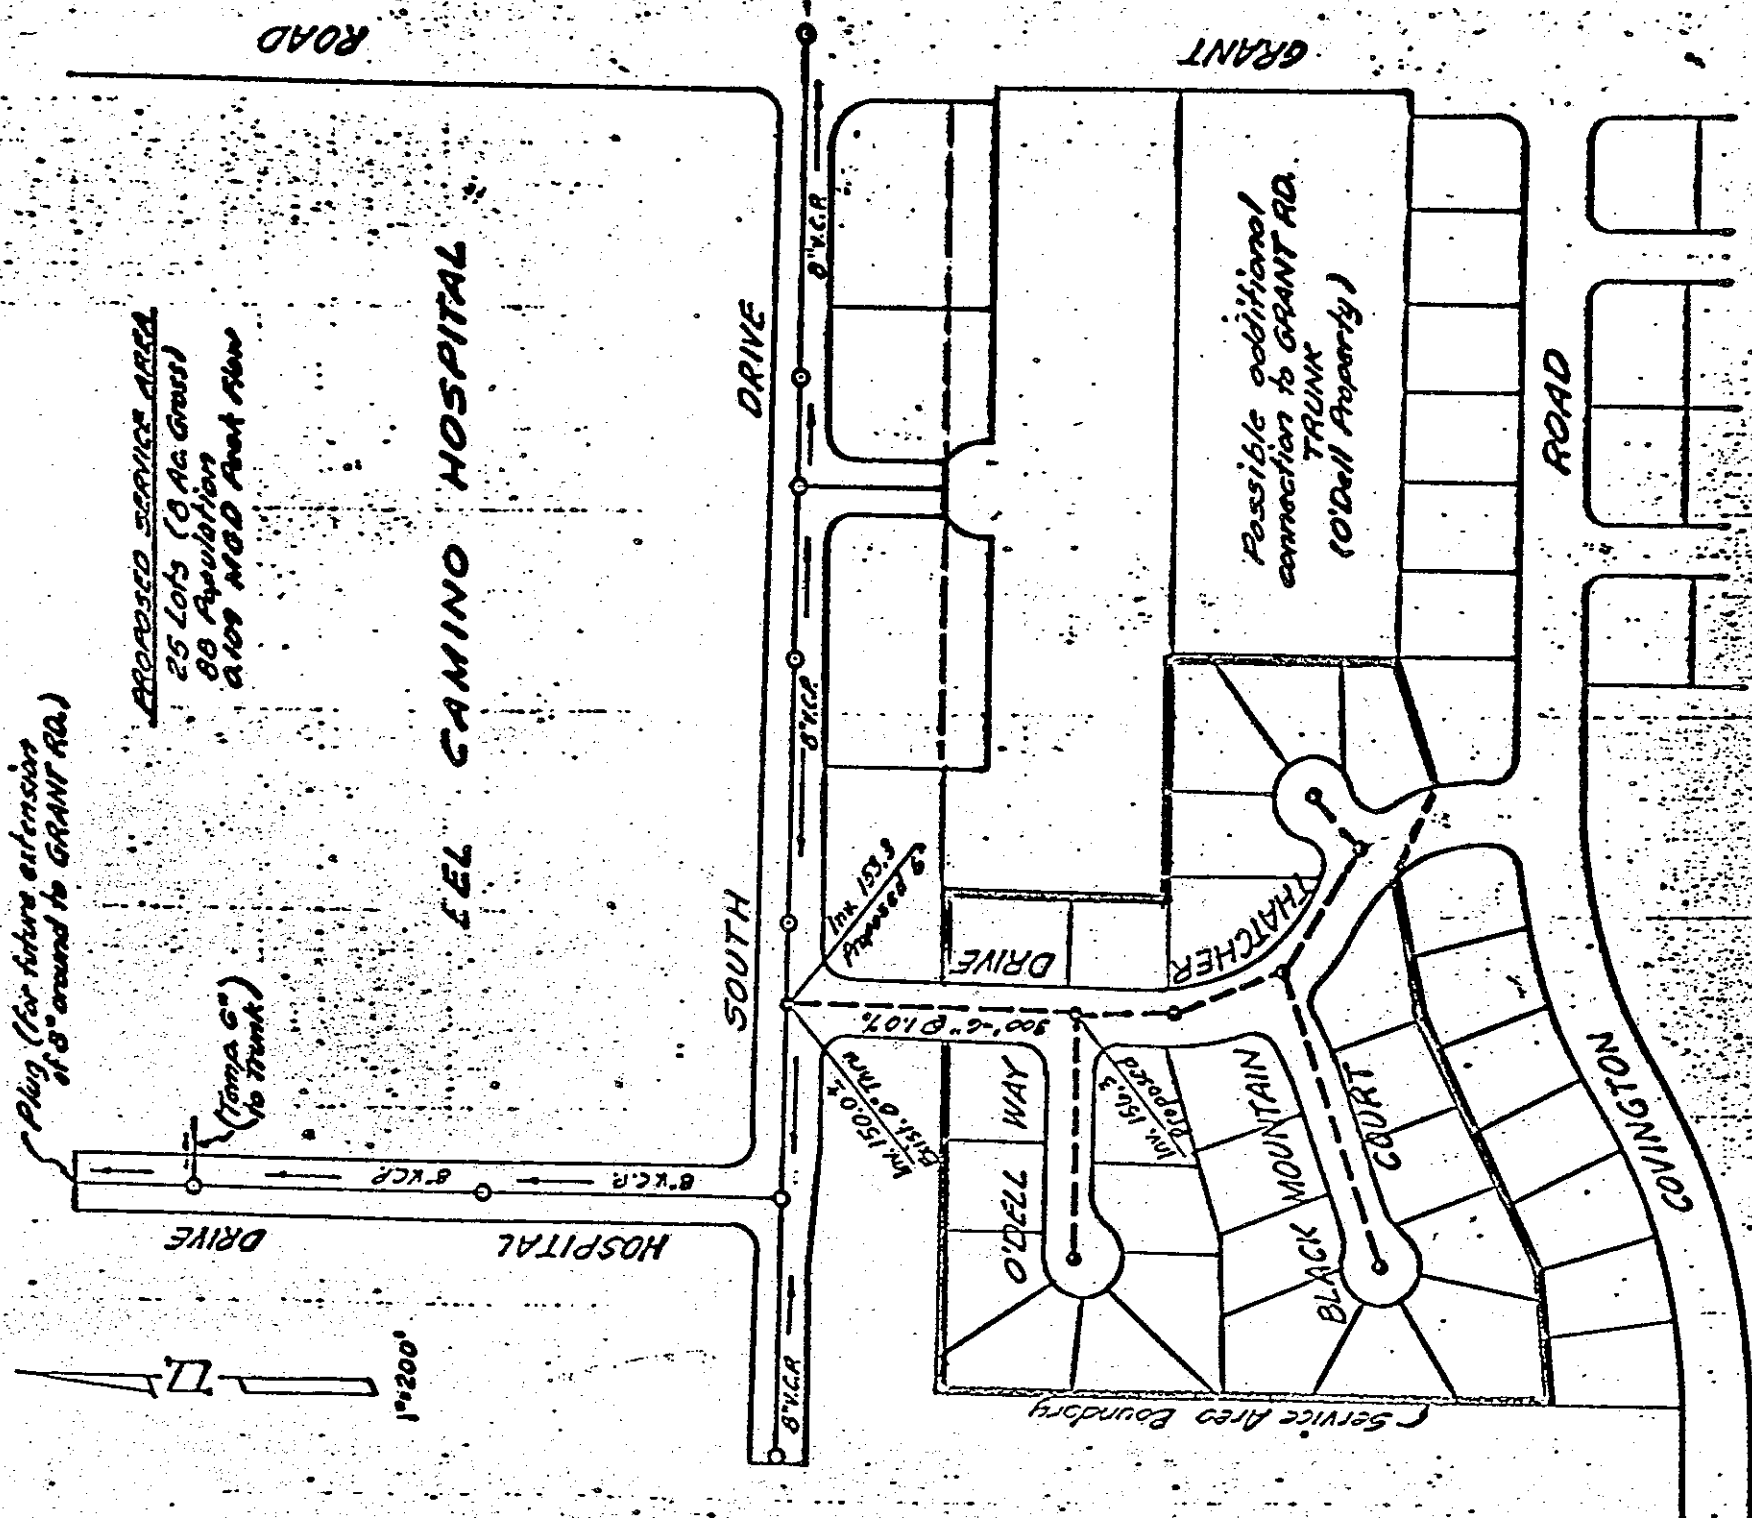 ROAD
GRANT
PROPOSED SERVICE AREA
25 Lots (8 Ac. Gross)
88 Population
0.109 MGD Peak Flow
EL CAMINO HOSPITAL
Plug (for future extension
of 8" around to GRANT RD.)
(Temp 6")
to Trunk)
SOUTH DRIVE
8" V.C.P.
8" V.C.P.
8" V.C.P.
8" V.C.P.
8" V.C.P.
HOSPITAL DRIVE
1"=200'
N
Inv. 153.3
Proposed 6"
Inv. 150.0±
Exist. 8" Thru
300'-6" @ 1.0%
Inv. 156.3
Proposed
THATCHER DRIVE
O'DELL WAY
BLACK MOUNTAIN
COURT
Possible additional
connection to GRANT RD.
TRUNK
(O'Dell Property)
COVINGTON ROAD
Service Area Boundary